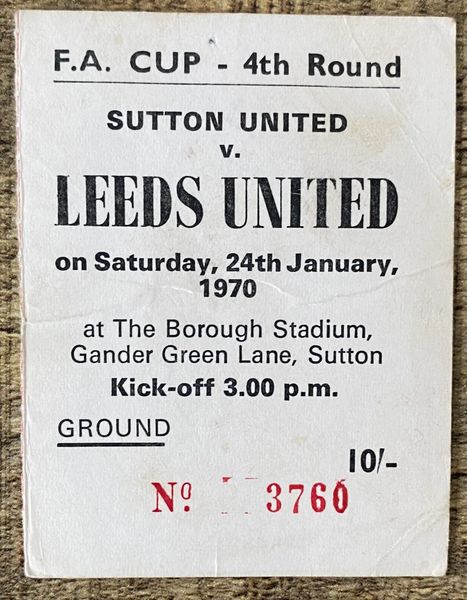 F.A. CUP - 4th Round
SUTTON UNITED
v.
LEEDS UNITED
on Saturday, 24th January,
1970
at The Borough Stadium,
Gander Green Lane, Sutton
Kick-off 3.00 p.m.
GROUND
10/-
Nº 3760